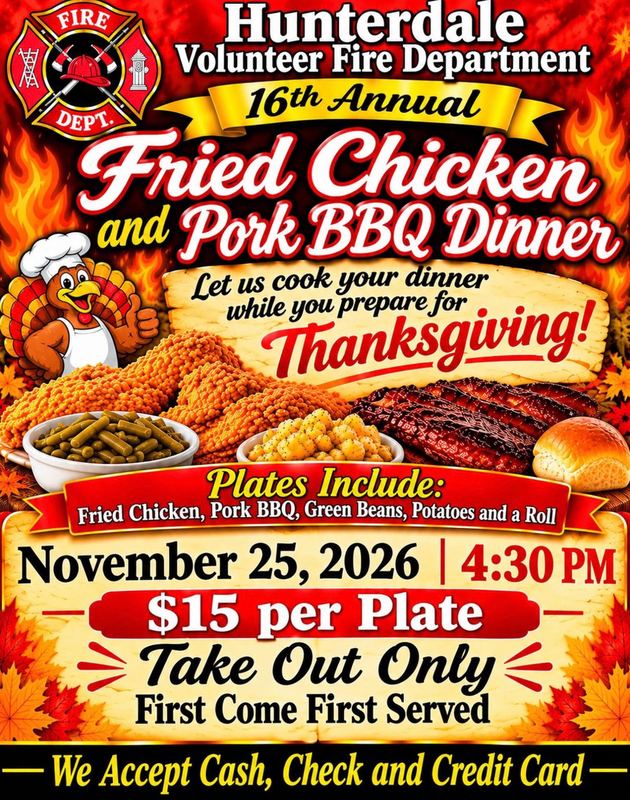 FIRE
DEPT.
Hunterdale
Volunteer Fire Department
16th Annual
Fried Chicken
and Pork BBQ Dinner
Let us cook your dinner
while you prepare for
Thanksgiving!
Plates Include:
Fried Chicken, Pork BBQ, Green Beans, Potatoes and a Roll
November 25, 2026 | 4:30 PM
$15 per Plate
Take Out Only
First Come First Served
We Accept Cash, Check and Credit Card